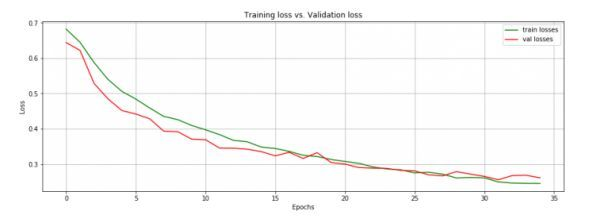 Training loss vs. Validation loss
train losses
val losses
0.7
0.6
0.5
0.4
0.3
Loss
0 5 10 15 20 25 30 35
Epochs